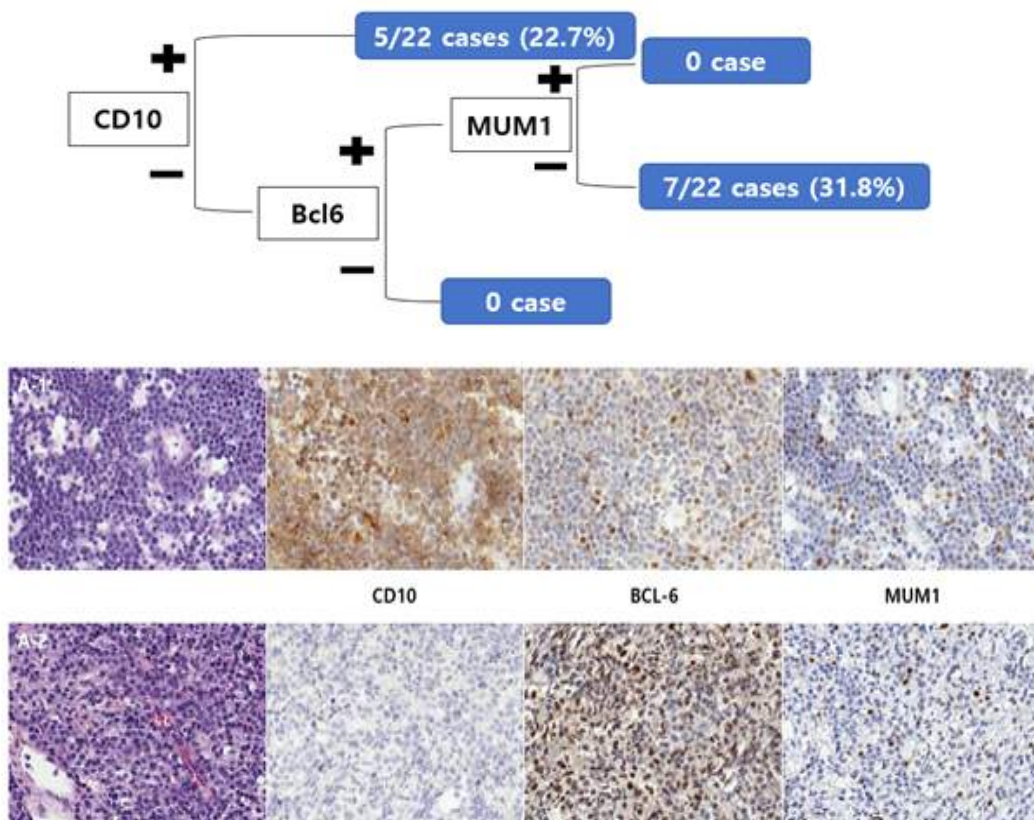 5/22 cases (22.7%)
0 case
CD10
MUM1
7/22 cases (31.8%)
Bcl6
0 case
A-1
CD10 BCL-6 MUM1
A-2